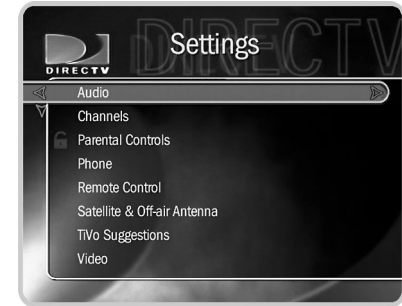 DIRECTV
Settings
DIRECTV
Audio
Channels
Parental Controls
Phone
Remote Control
Satellite & Off-air Antenna
TiVo Suggestions
Video